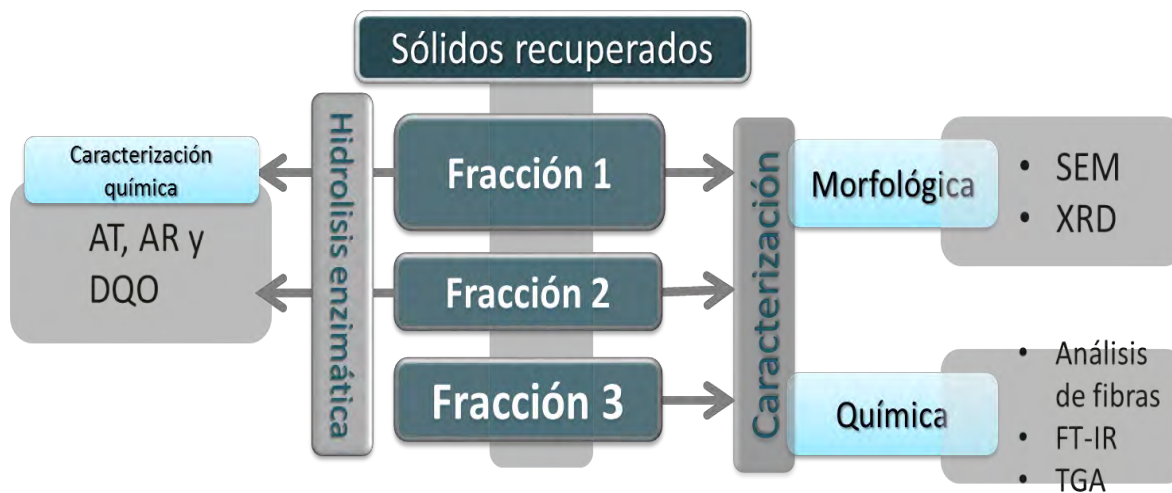 Sólidos recuperados
Caracterización
química
AT, AR y
DQO
Hidrolisis enzimática
Fracción 1
Fracción 2
Fracción 3
Caracterización
Morfológica
• SEM
• XRD
Química
• Análisis
de fibras
• FT-IR
• TGA